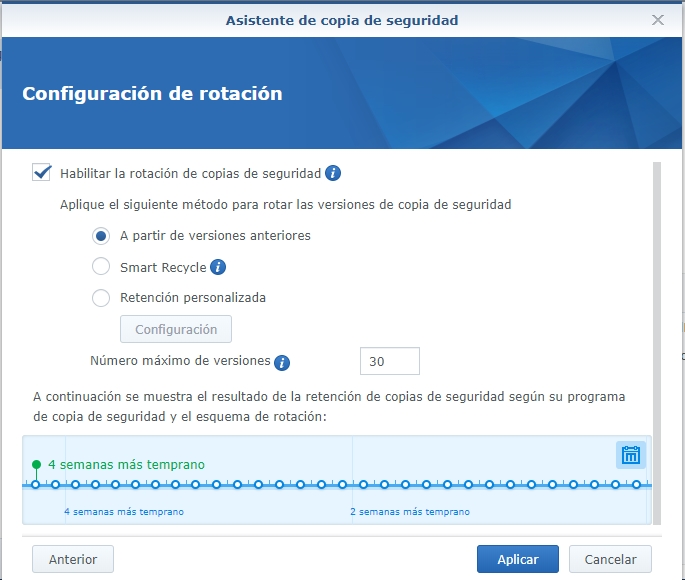 Asistente de copia de seguridad
Configuración de rotación
Habilitar la rotación de copias de seguridad
Aplique el siguiente método para rotar las versiones de copia de seguridad
A partir de versiones anteriores
Smart Recycle
Retención personalizada
Configuración
Número máximo de versiones 30
A continuación se muestra el resultado de la retención de copias de seguridad según su programa
de copia de seguridad y el esquema de rotación:
4 semanas más temprano
4 semanas más temprano 2 semanas más temprano
Anterior Aplicar Cancelar